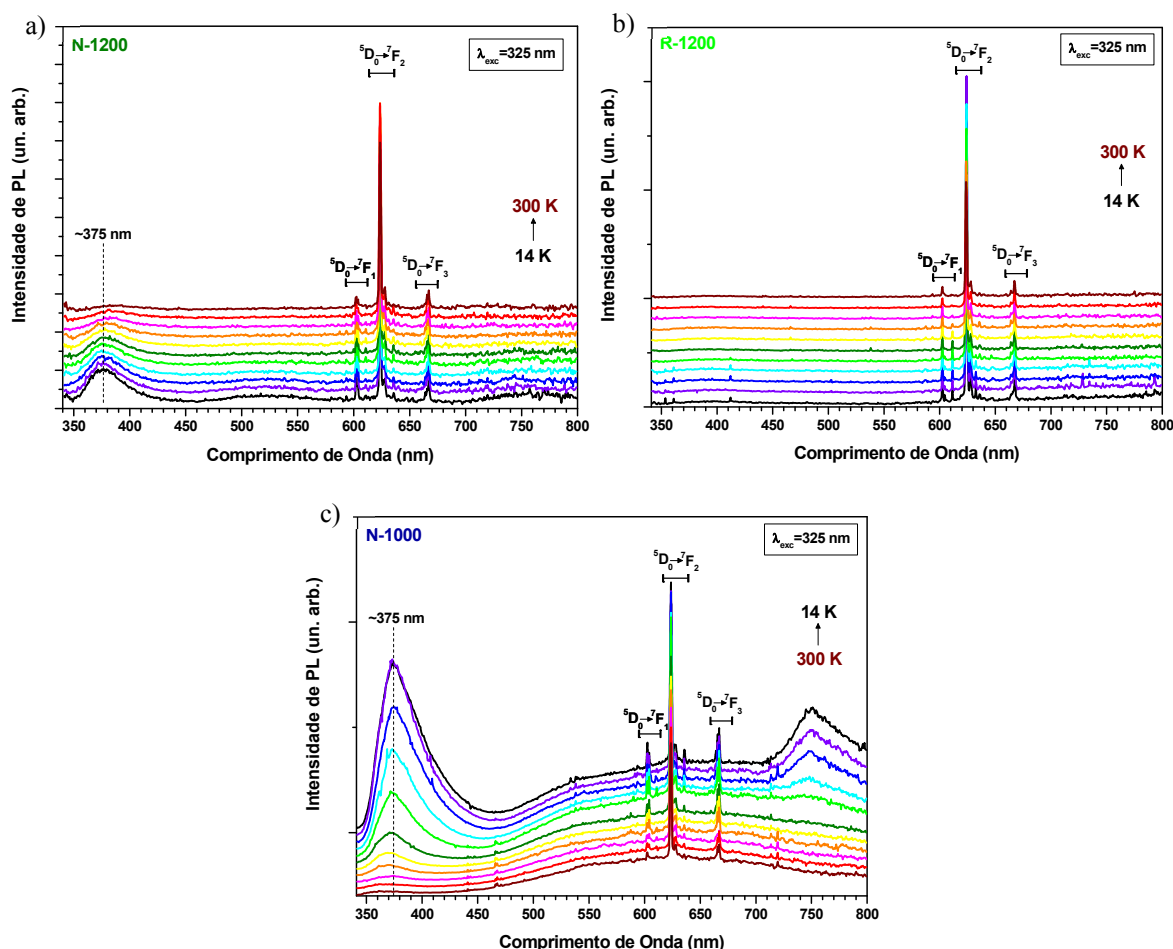 a)
N-1200
λexc=325 nm
⁵D₀→⁷F₂
300 K
14 K
~375 nm
⁵D₀→⁷F₁
⁵D₀→⁷F₃
Intensidade de PL (un. arb.)
350 400 450 500 550 600 650 700 750 800
Comprimento de Onda (nm)
b)
R-1200
λexc=325 nm
⁵D₀→⁷F₂
300 K
14 K
⁵D₀→⁷F₁
⁵D₀→⁷F₃
Intensidade de PL (un. arb.)
350 400 450 500 550 600 650 700 750 800
Comprimento de Onda (nm)
c)
N-1000
λexc=325 nm
⁵D₀→⁷F₂
14 K
300 K
~375 nm
⁵D₀→⁷F₁
⁵D₀→⁷F₃
Intensidade de PL (un. arb.)
350 400 450 500 550 600 650 700 750 800
Comprimento de Onda (nm)